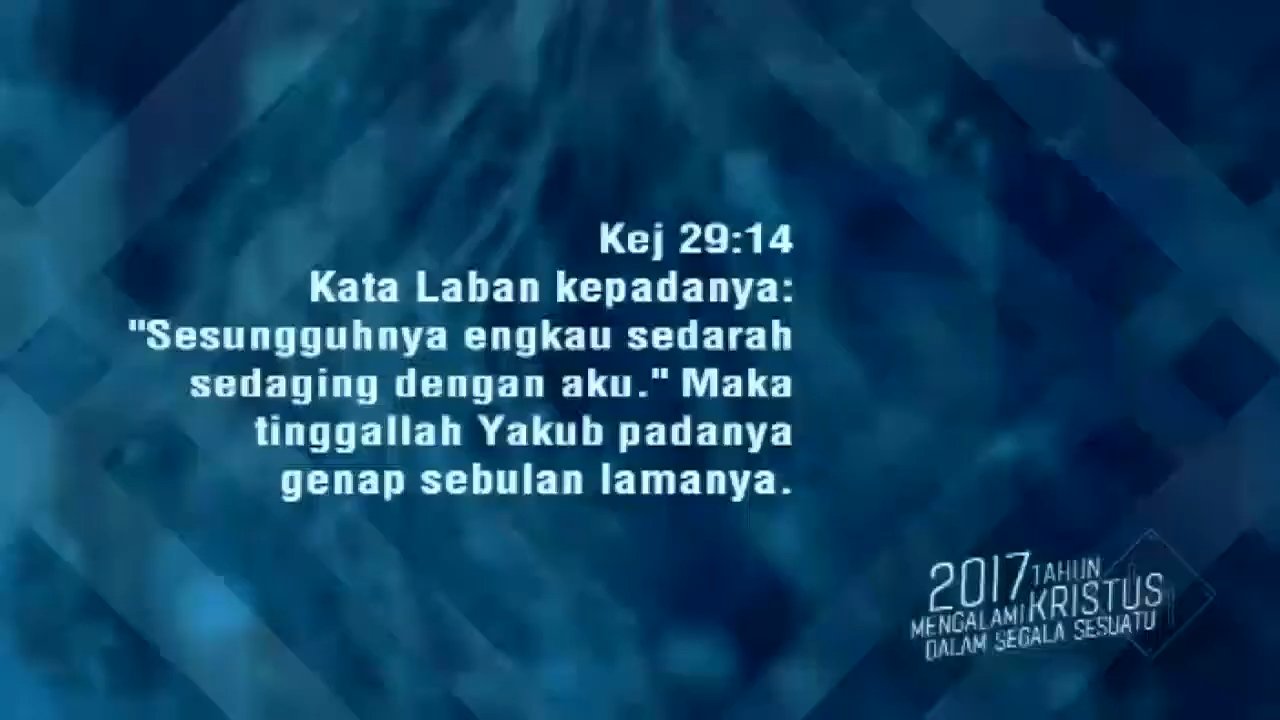 Kej 29:14
Kata Laban kepadanya:
"Sesungguhnya engkau sedarah
sedaging dengan aku." Maka
tinggallah Yakub padanya
genap sebulan lamanya.
2017 TAHUN
MENGALAMI KRISTUS
DALAM SEGALA SESUATU